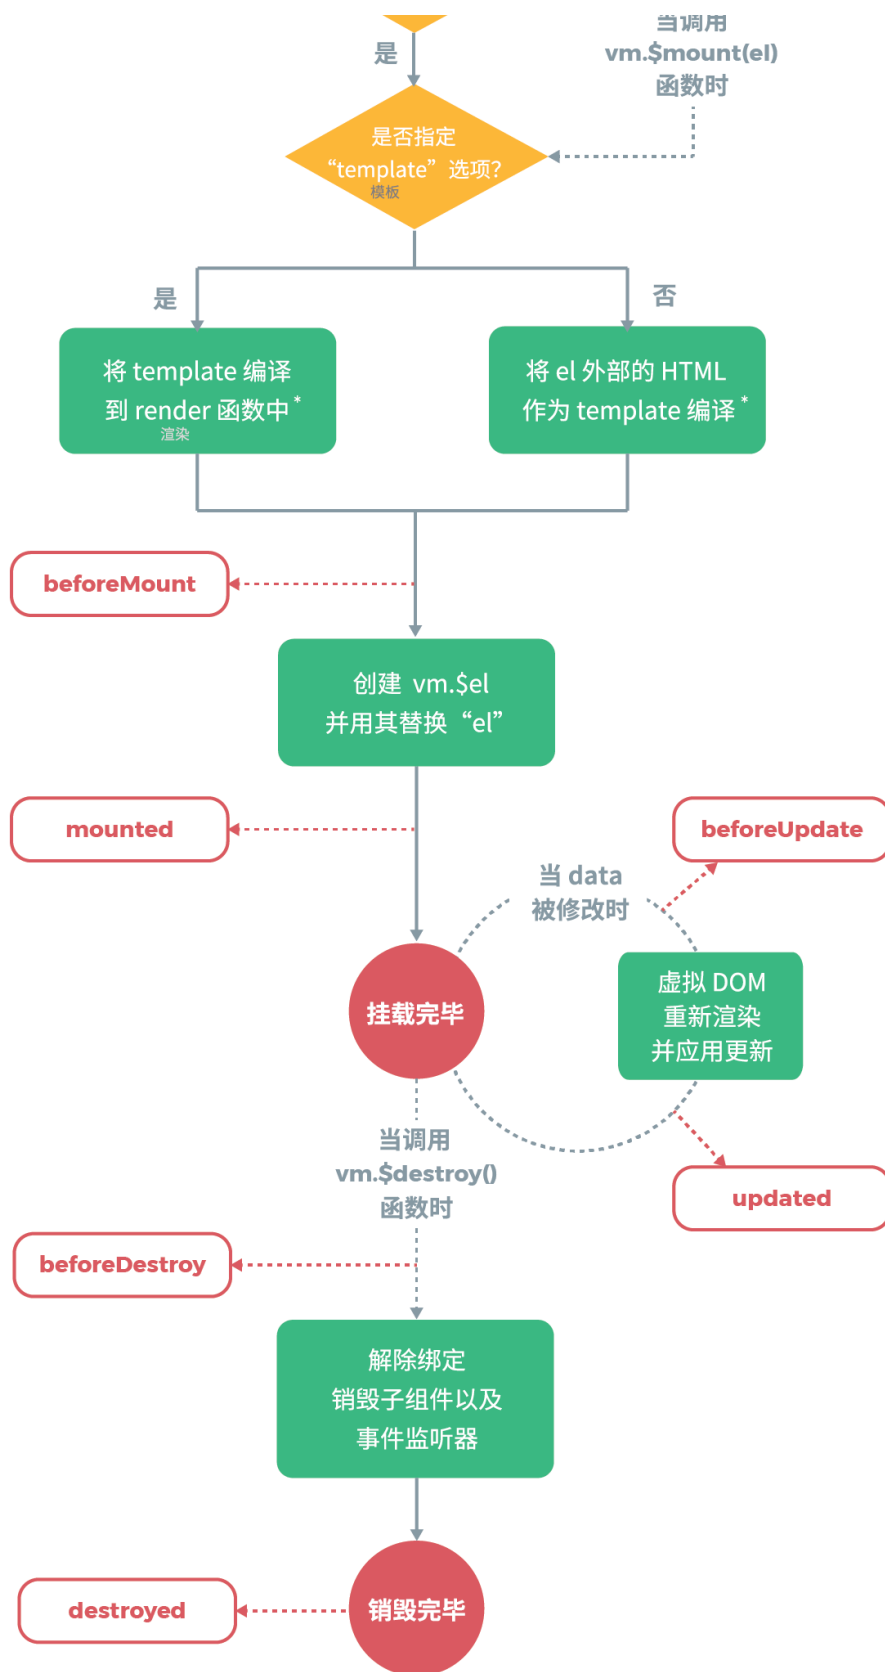 当调用
vm.$mount(el)
函数时
是
是否指定
“template”选项？
模板
是
否
将 template 编译
到 render 函数中*
渲染
将 el 外部的 HTML
作为 template 编译*
beforeMount
创建 vm.$el
并用其替换“el”
mounted
beforeUpdate
当 data
被修改时
虚拟 DOM
重新渲染
并应用更新
挂载完毕
当调用
vm.$destroy()
函数时
updated
beforeDestroy
解除绑定
销毁子组件以及
事件监听器
销毁完毕
destroyed